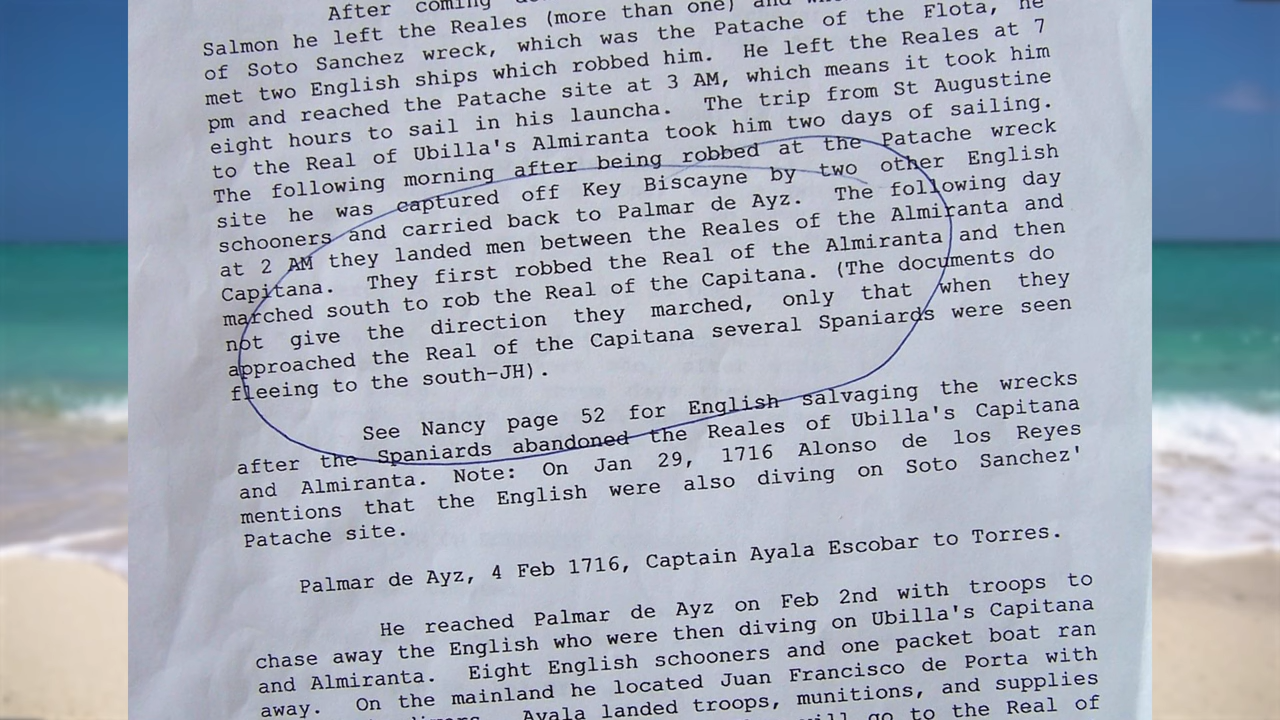 After coming
Salmon he left the Reales (more than one) and
of Soto Sanchez wreck, which was the Patache of the Flota, he
met two English ships which robbed him. He left the Reales at 7
pm and reached the Patache site at 3 AM, which means it took him
eight hours to sail in his launcha. The trip from St Augustine
to the Real of Ubilla's Almiranta took him two days of sailing.
The following morning after being robbed at the Patache wreck
site he was captured off Key Biscayne by two other English
schooners and carried back to Palmar de Ayz. The following day
at 2 AM they landed men between the Reales of the Almiranta and
Capitana. They first robbed the Real of the Almiranta and then
marched south to rob the Real of the Capitana. (The documents do
not give the direction they marched, only that when they
approached the Real of the Capitana several Spaniards were seen
fleeing to the south-JH).
See Nancy page 52 for English salvaging the wrecks
after the Spaniards abandoned the Reales of Ubilla's Capitana
and Almiranta. Note: On Jan 29, 1716 Alonso de los Reyes
mentions that the English were also diving on Soto Sanchez'
Patache site.
Palmar de Ayz, 4 Feb 1716, Captain Ayala Escobar to Torres.
He reached Palmar de Ayz on Feb 2nd with troops to
chase away the English who were then diving on Ubilla's Capitana
and Almiranta. Eight English schooners and one packet boat ran
away. On the mainland he located Juan Francisco de Porta with
Ayala landed troops, munitions, and supplies
will go to the Real of